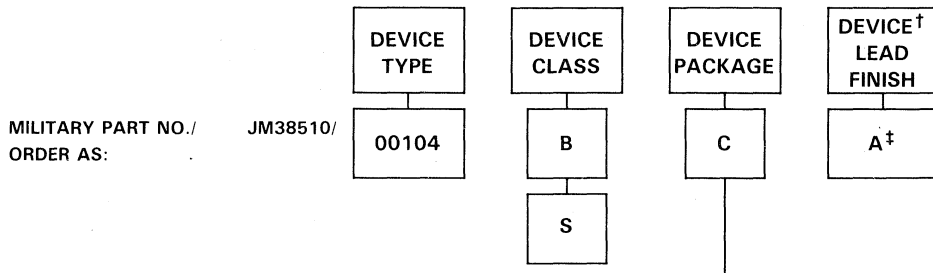 DEVICE TYPE
DEVICE CLASS
DEVICE PACKAGE
DEVICE†
LEAD
FINISH
MILITARY PART NO./ JM38510/
ORDER AS:
00104
B
C
A‡
S